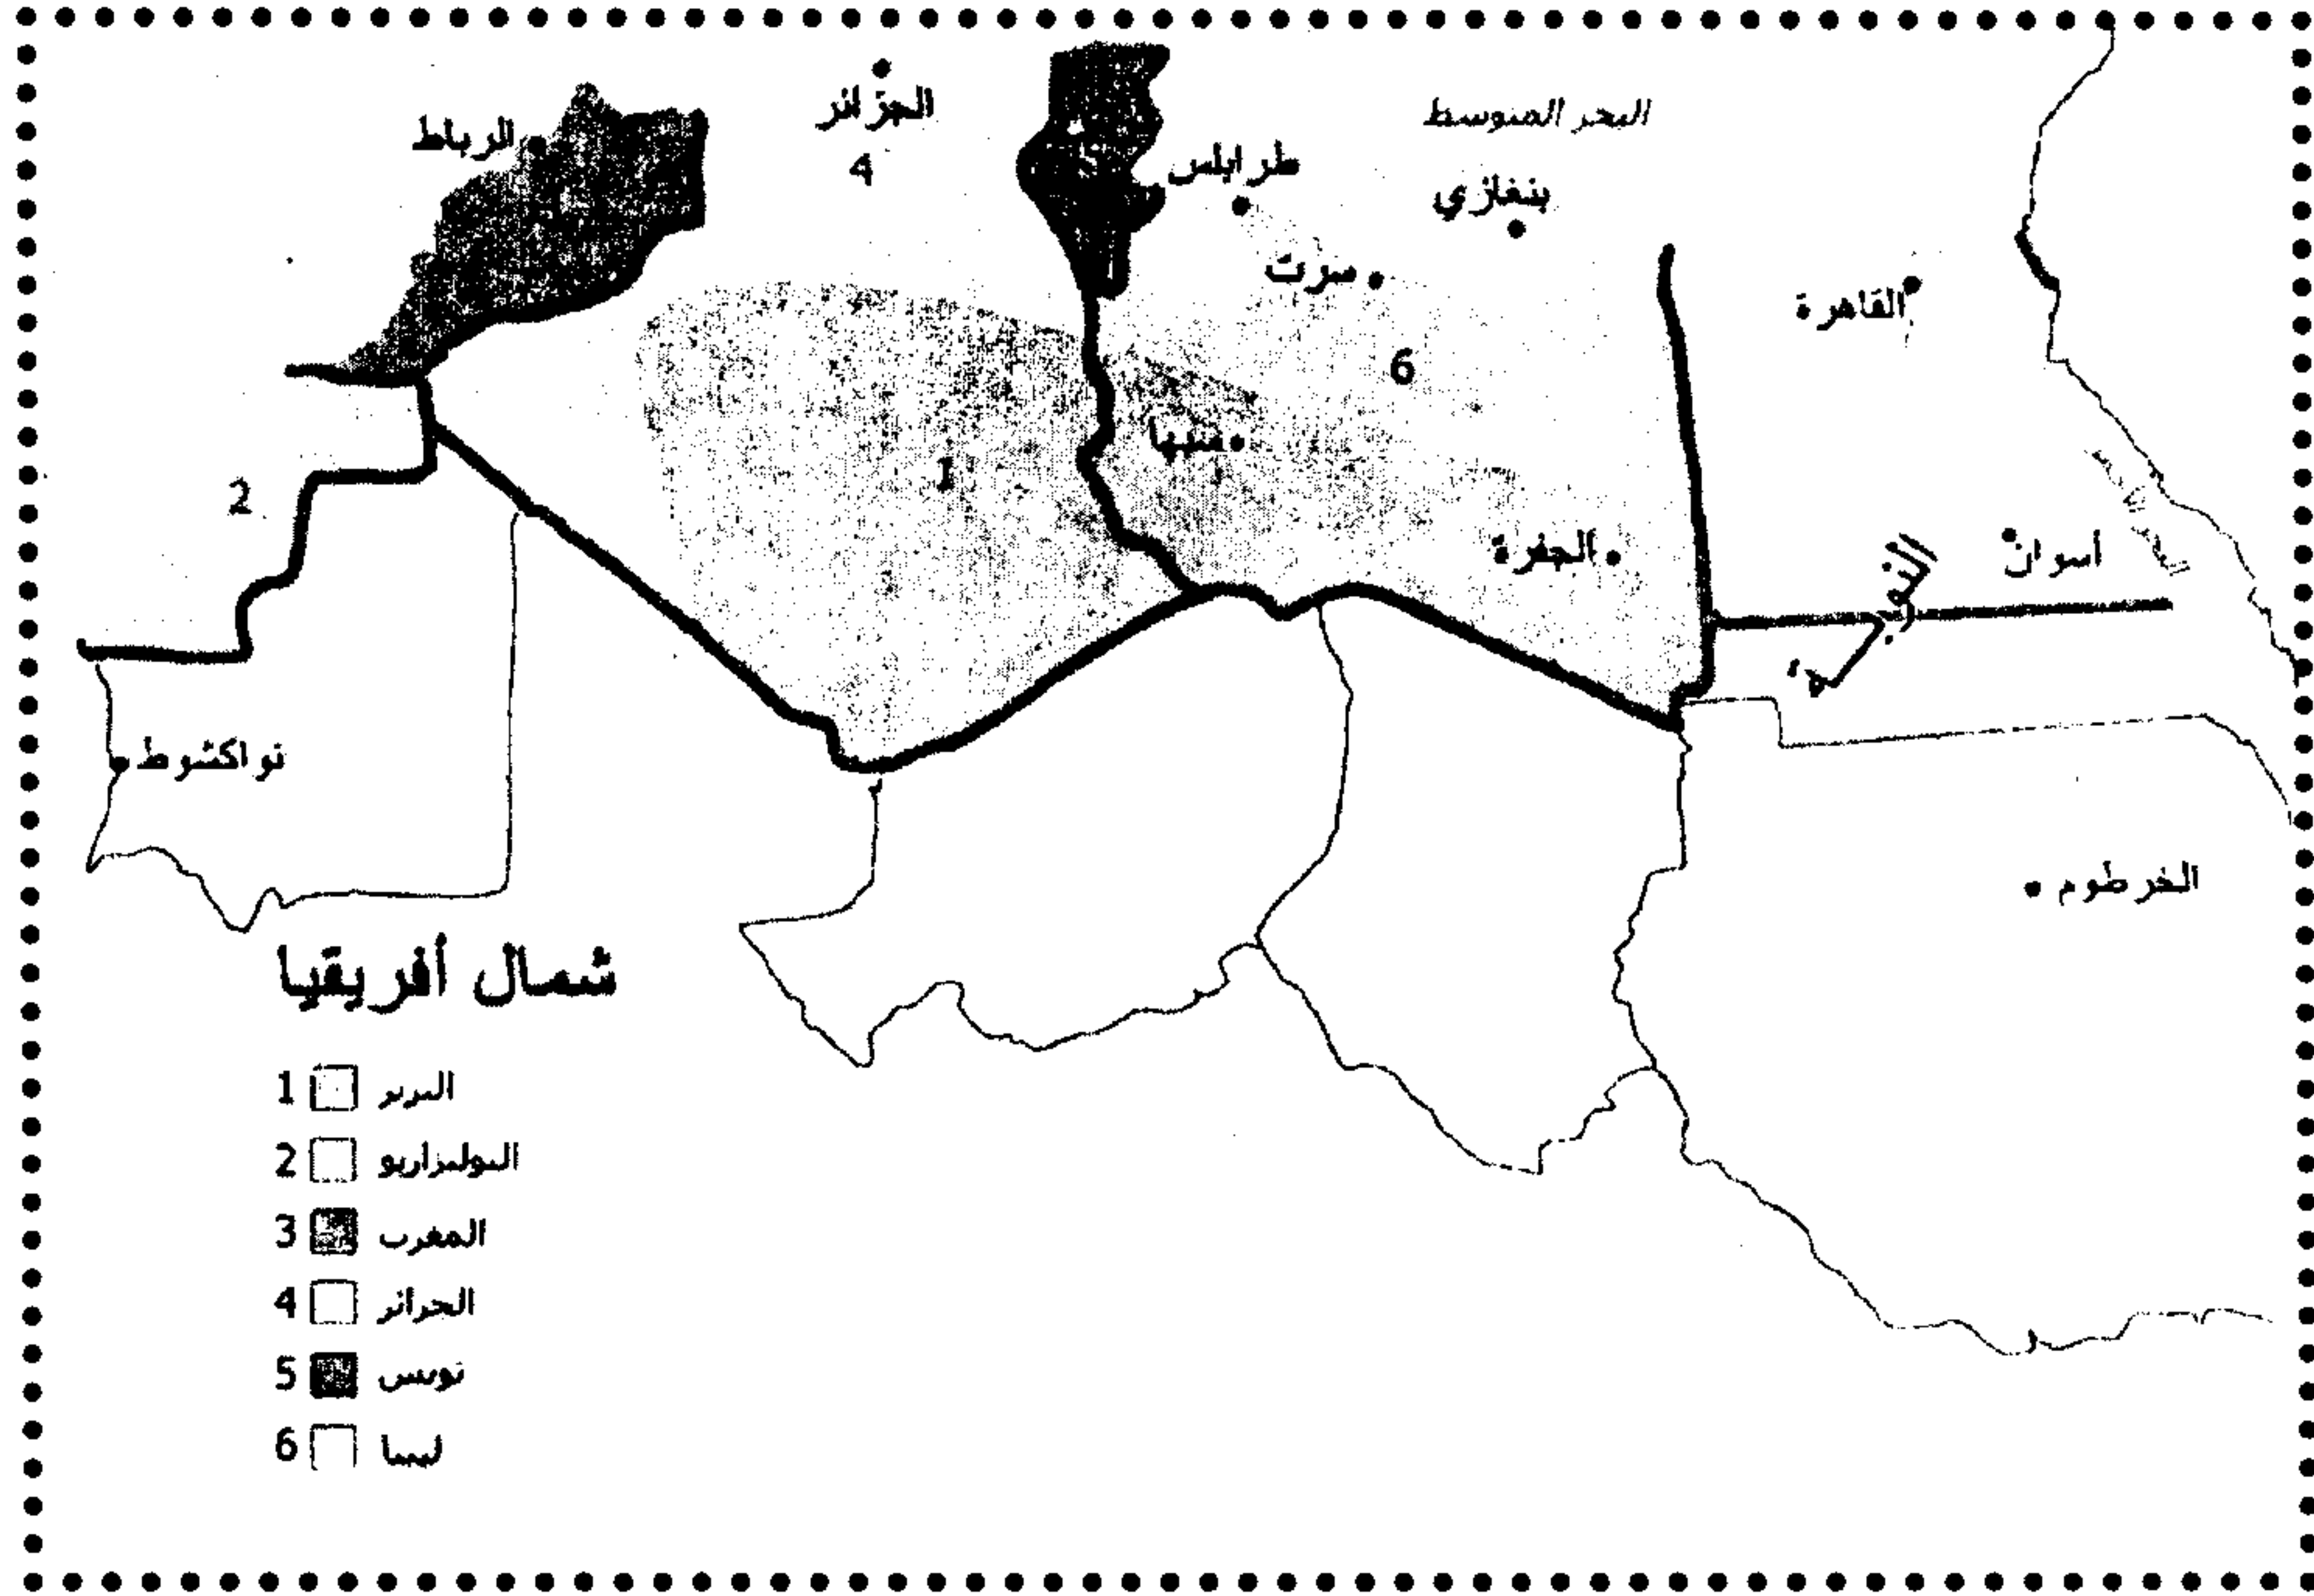 الجزائر
4
الرباط
البحر المتوسط
طرابلس
بنغازي
سرت
القاهرة
6
سبها
1
2
الجفرة
أسوان
النوبة
نواكشوط
الخرطوم
شمال أفريقيا
1 البربر
2 البوليزاريو
3 المغرب
4 الجزائر
5 تونس
6 ليبيا